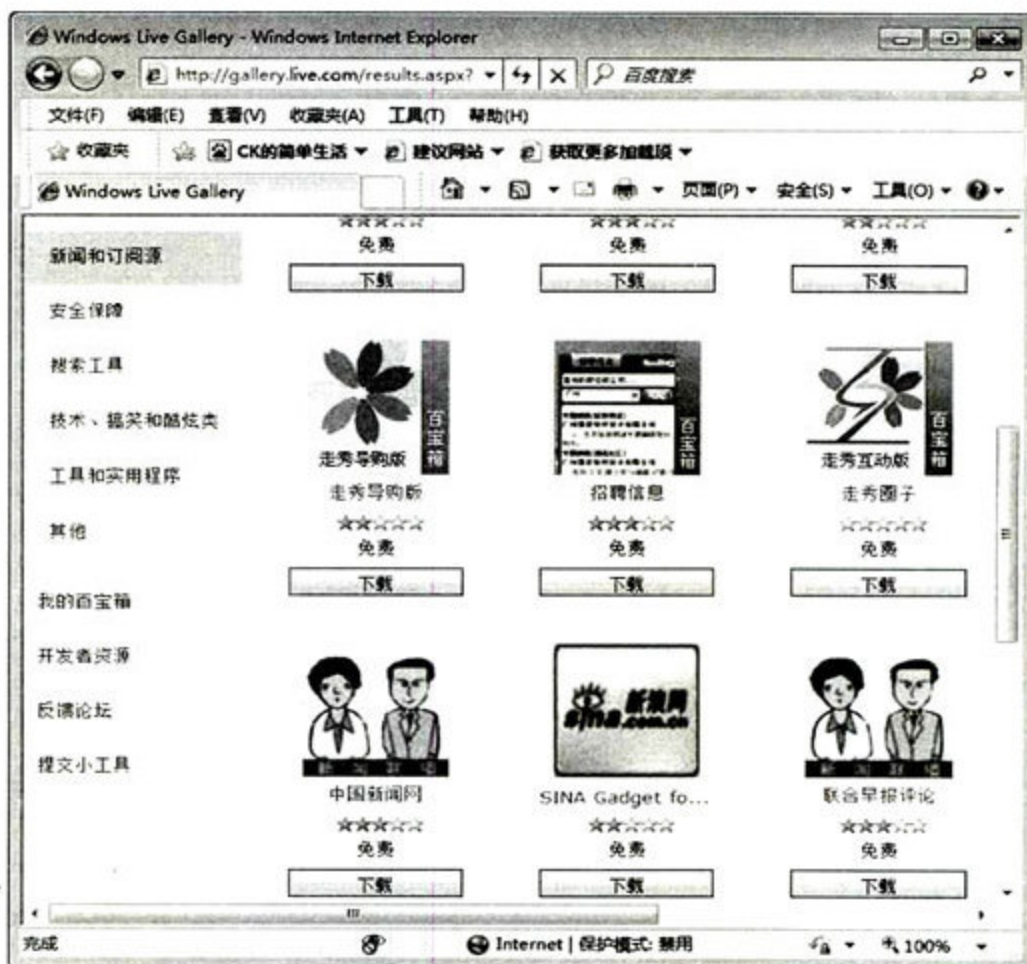 Windows Live Gallery - Windows Internet Explorer
http://gallery.live.com/results.aspx?
百度搜索
文件(F) 编辑(E) 查看(V) 收藏夹(A) 工具(T) 帮助(H)
收藏夹 CK的简单生活 建议网站 获取更多加载项
Windows Live Gallery
页面(P) 安全(S) 工具(O)
新闻和订阅源
安全保障
搜索工具
技术、搞笑和酷炫类
工具和实用程序
其他
我的百宝箱
开发者资源
反馈论坛
提交小工具
免费 免费 免费
下载 下载 下载
走秀导购版 百宝箱 百宝箱 走秀互动版 百宝箱
走秀导购版 招聘信息 走秀圈子
免费 免费 免费
下载 下载 下载
新浪网
sina.com.cn
中国新闻网 SINA Gadget fo... 联合早报评论
免费 免费 免费
下载 下载 下载
完成 Internet | 保护模式: 禁用 100%